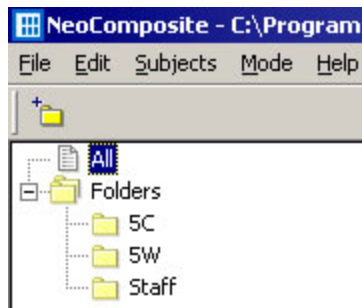 NeoComposite - C:\Program
File Edit Subjects Mode Help
All
Folders
5C
5W
Staff